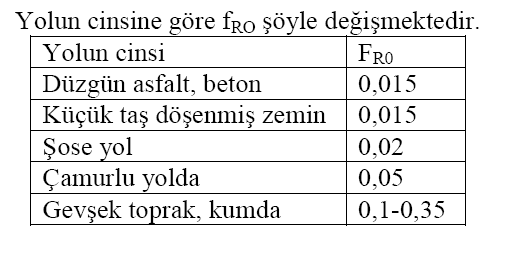 Yolun cinsine göre fRO şöyle değişmektedir.
Yolun cinsi FR0
Düzgün asfalt, beton 0,015
Küçük taş döşenmiş zemin 0,015
Şose yol 0,02
Çamurlu yolda 0,05
Gevşek toprak, kumda 0,1-0,35